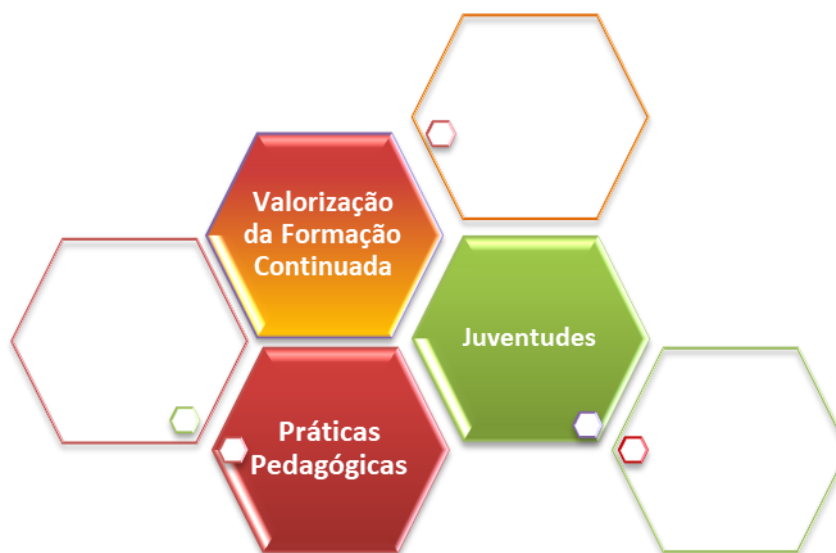 Valorização
da Formação
Continuada
Juventudes
Práticas
Pedagógicas